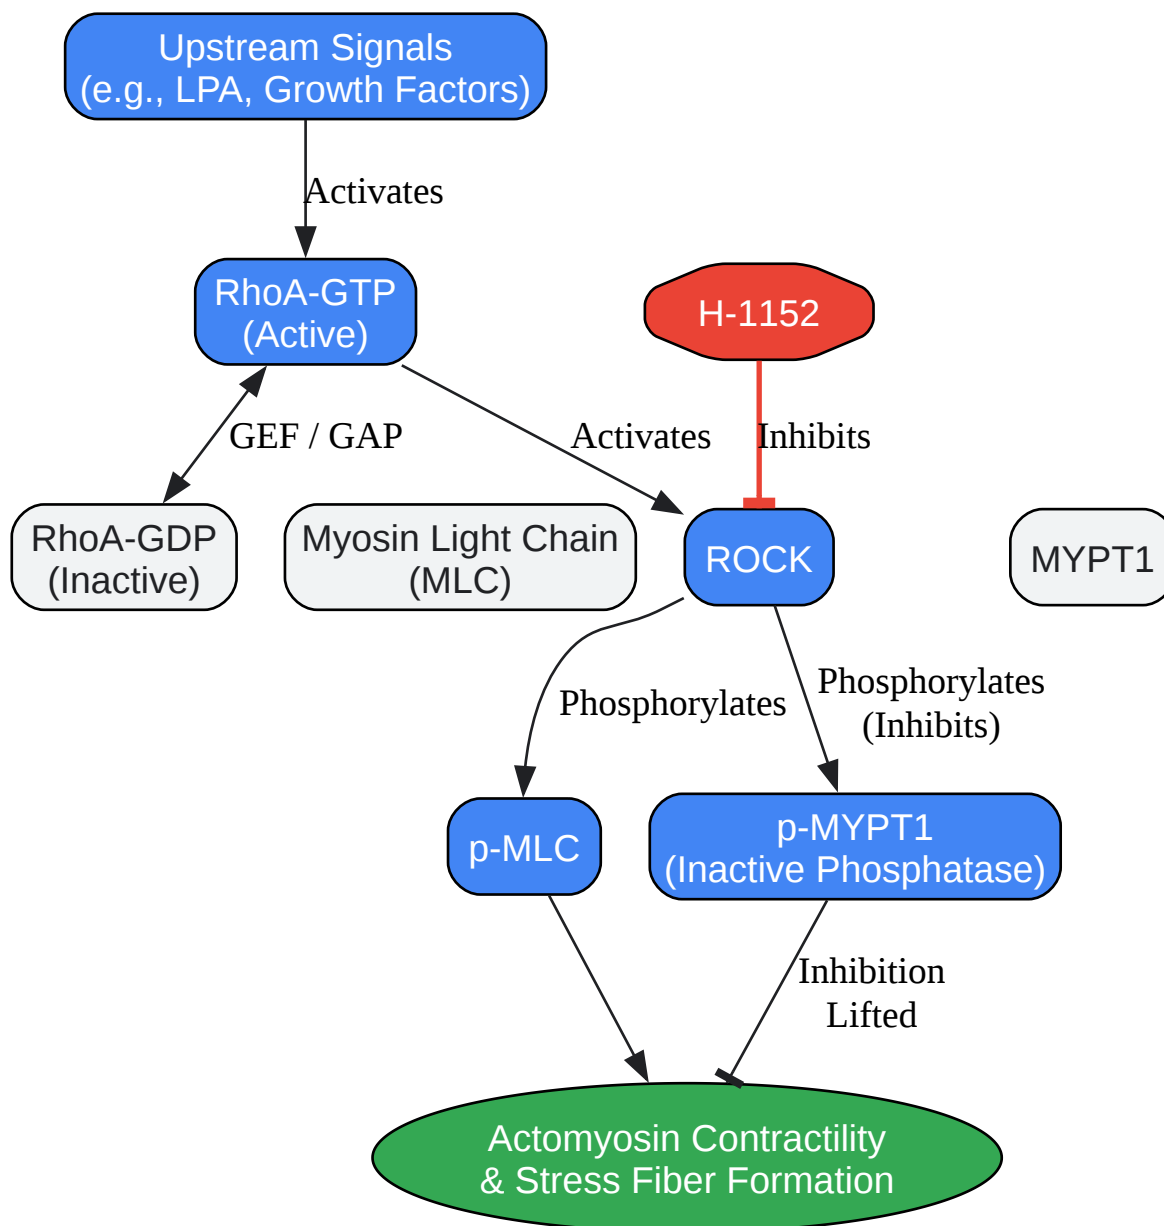 Upstream Signals
(e.g., LPA, Growth Factors)
Activates
RhoA-GTP
(Active)
H-1152
GEF / GAP
Activates
Inhibits
RhoA-GDP
(Inactive)
Myosin Light Chain
(MLC)
ROCK
MYPT1
Phosphorylates
Phosphorylates
(Inhibits)
p-MLC
p-MYPT1
(Inactive Phosphatase)
Inhibition
Lifted
Actomyosin Contractility
& Stress Fiber Formation